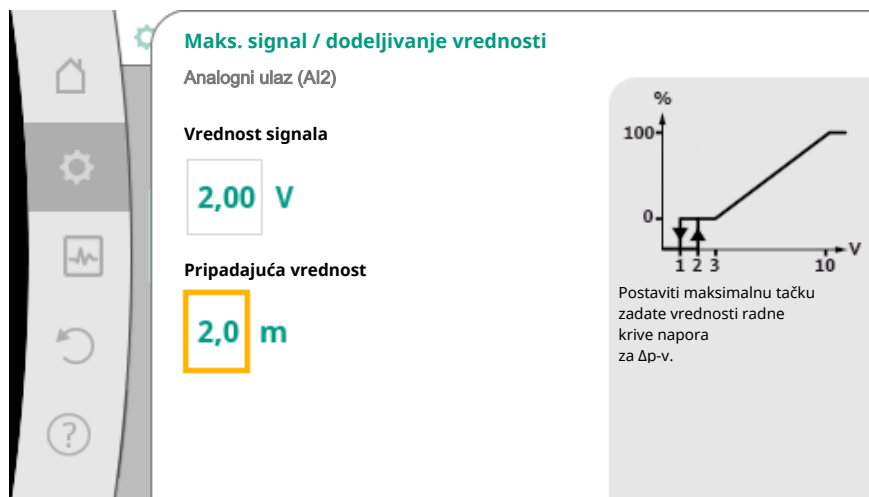 Maks. signal / dodeljivanje vrednosti
Analogni ulaz (AI2)
Vrednost signala
2,00 V
Pripadajuća vrednost
2,0 m
%
100
0
1 2 3 10 V
Postaviti maksimalnu tačku
zadate vrednosti radne
krive napora
za Δp-v.
?